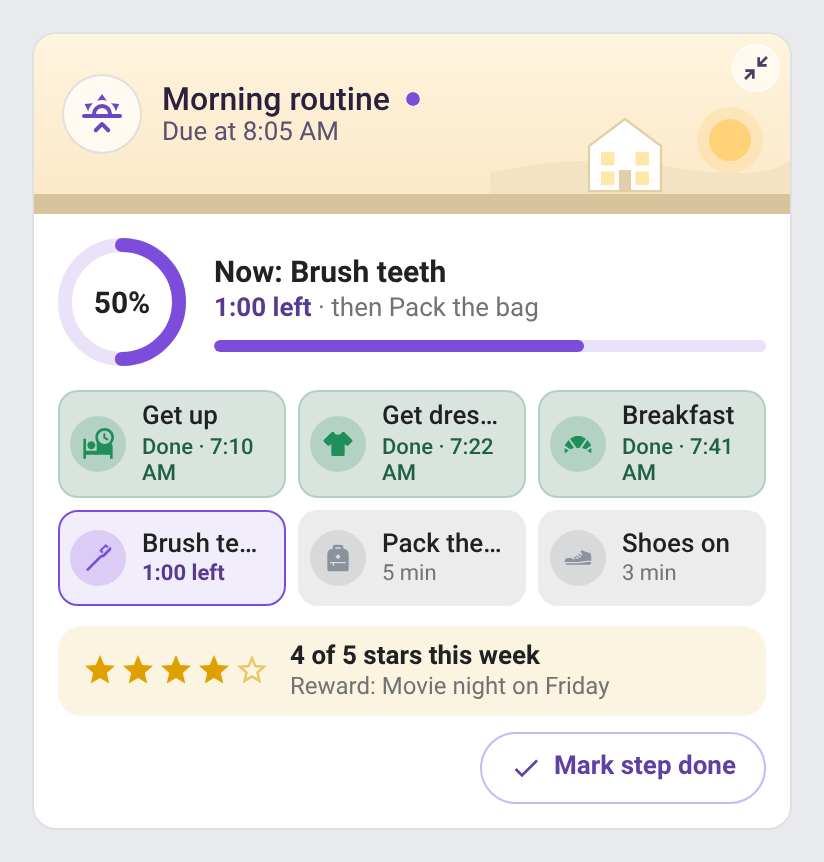 Morning routine
Due at 8:05 AM
50%
Now: Brush teeth
1:00 left · then Pack the bag
Get up
Done · 7:10
AM
Get dres...
Done · 7:22
AM
Breakfast
Done · 7:41
AM
Brush te...
1:00 left
Pack the...
5 min
Shoes on
3 min
4 of 5 stars this week
Reward: Movie night on Friday
Mark step done